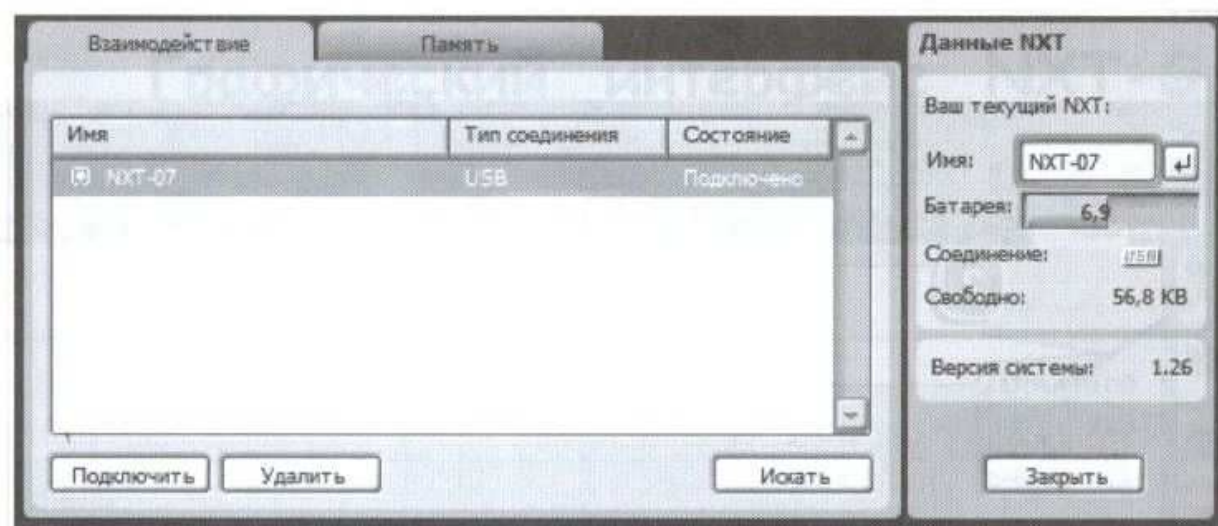 Взаимодействие
Память
Имя
Тип соединения
Состояние
NXT-07
USB
Подключено
Подключить
Удалить
Искать
Данные NXT
Ваш текущий NXT:
Имя:
NXT-07
Батарея:
6,9
Соединение:
USB
Свободно:
56,8 KB
Версия системы:
1.26
Закрыть